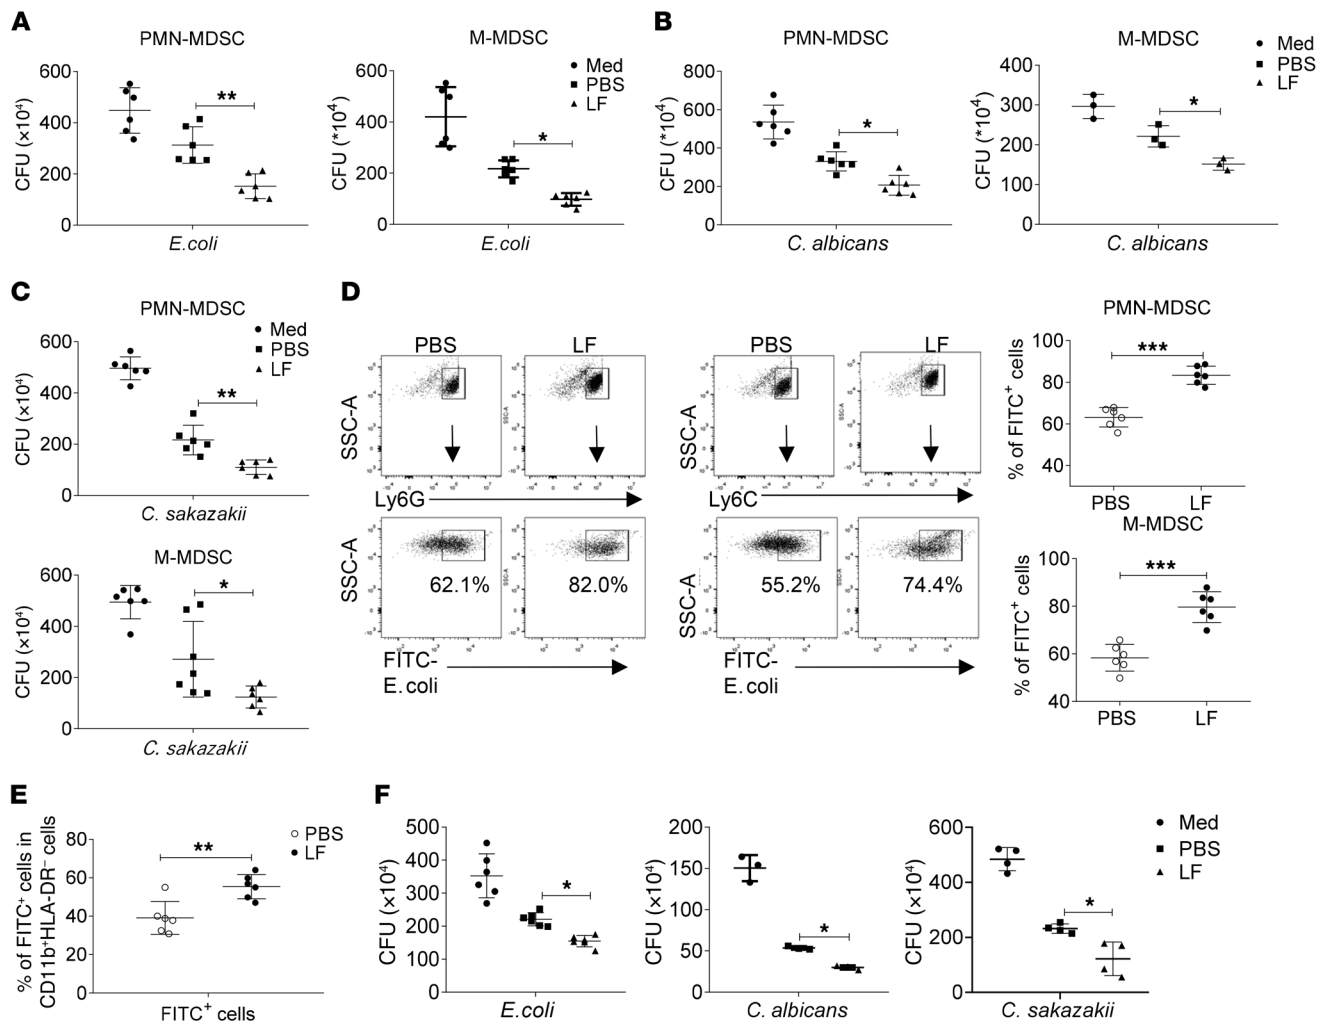 A
PMN-MDSC
CFU (×10⁴)
600
400
200
0
**
E.coli
M-MDSC
CFU (*10⁴)
600
400
200
0
*
E.coli
Med
PBS
LF
B
PMN-MDSC
CFU (*10⁴)
800
600
400
200
0
*
C. albicans
M-MDSC
CFU (*10⁴)
400
300
200
100
0
*
C. albicans
Med
PBS
LF
C
PMN-MDSC
CFU (×10⁴)
600
400
200
0
**
Med
PBS
LF
C. sakazakii
M-MDSC
CFU (×10⁴)
600
400
200
0
*
C. sakazakii
D
PBS
LF
SSC-A
SSC-A
Ly6G
SSC-A
62.1%
SSC-A
82.0%
FITC-
E. coli
PBS
LF
SSC-A
SSC-A
Ly6C
SSC-A
55.2%
SSC-A
74.4%
FITC-
E. coli
PMN-MDSC
% of FITC⁺ cells
100
80
60
40
***
PBS LF
M-MDSC
% of FITC⁺ cells
100
80
60
40
***
PBS LF
E
% of FITC⁺ cells in
CD11b⁺HLA-DR⁻ cells
80
60
40
20
0
**
PBS
LF
FITC⁺ cells
F
CFU (×10⁴)
500
400
300
200
100
0
*
E.coli
CFU (×10⁴)
200
150
100
50
0
*
C. albicans
CFU (×10⁴)
600
400
200
0
*
C. sakazakii
Med
PBS
LF